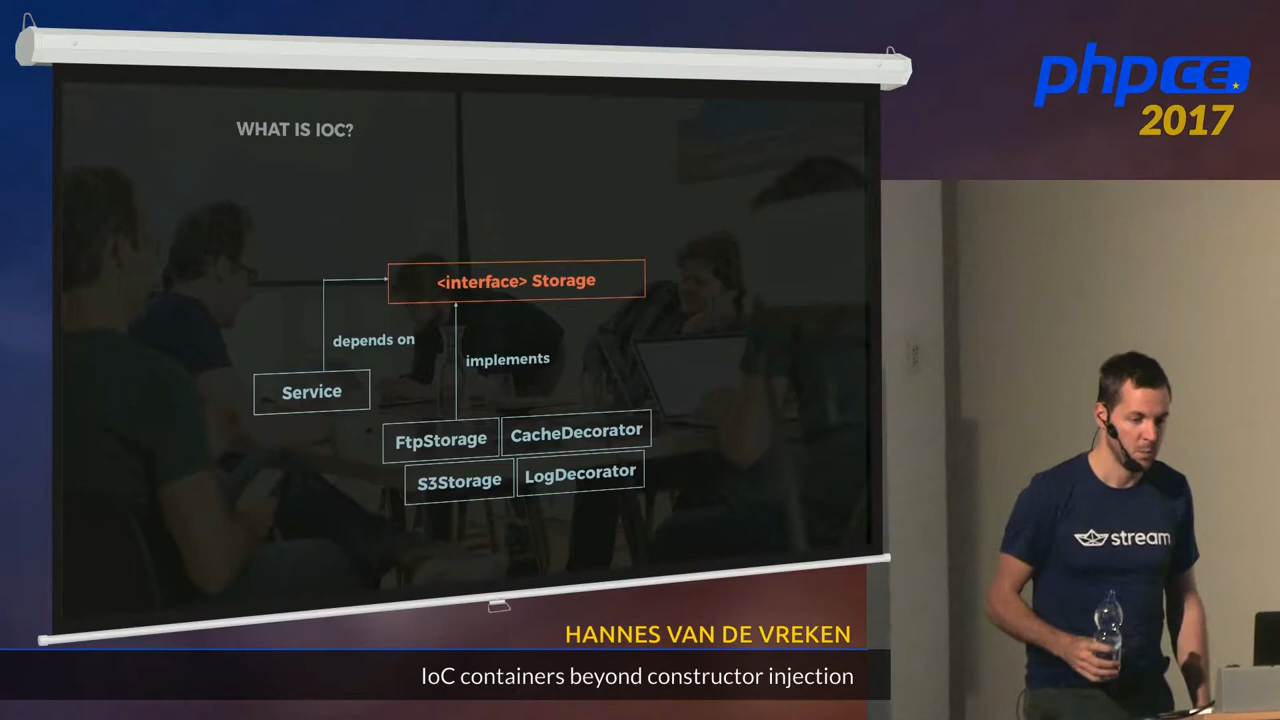 WHAT IS IOC?
<interface> Storage
depends on
implements
Service
FtpStorage
CacheDecorator
S3Storage
LogDecorator
phpCE
2017
stream
HANNES VAN DE VREKEN
IoC containers beyond constructor injection